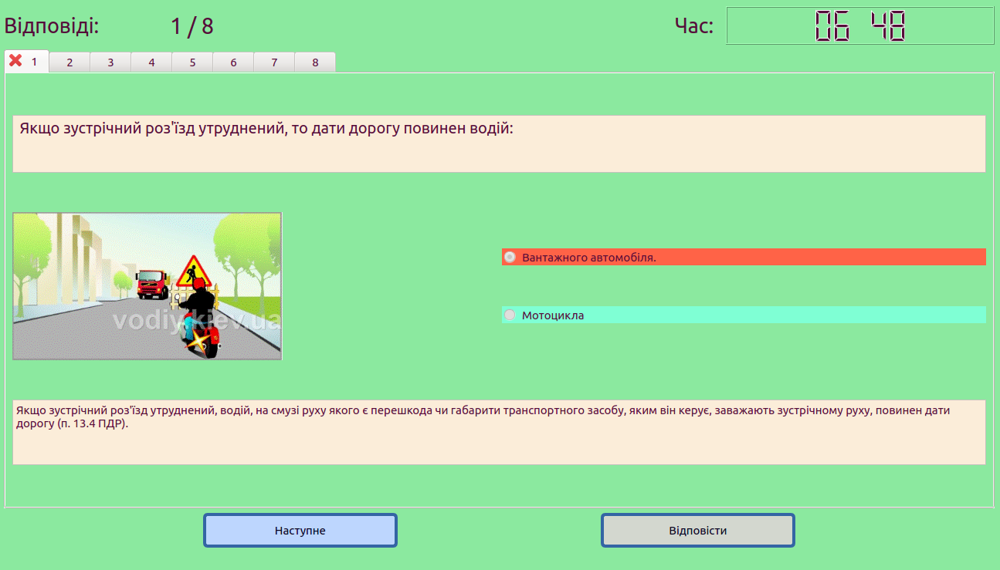 Відповіді: 1 / 8 Час: 06 48
1 2 3 4 5 6 7 8
Якщо зустрічний роз'їзд утруднений, то дати дорогу повинен водій:
vodiy.kiev.ua
Вантажного автомобіля.
Мотоцикла
Якщо зустрічний роз'їзд утруднений, водій, на смузі руху якого є перешкода чи габарити транспортного засобу, яким він керує, заважають зустрічному руху, повинен дати
дорогу (п. 13.4 ПДР).
Наступне Відповісти